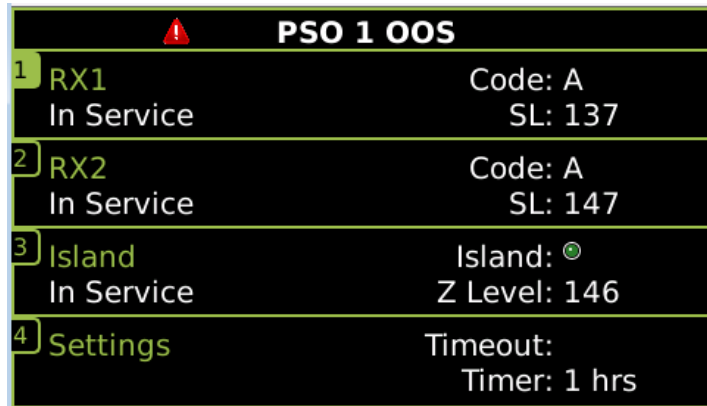 PSO 1 OOS
1 RX1 Code: A
In Service SL: 137
2 RX2 Code: A
In Service SL: 147
3 Island Island:
In Service Z Level: 146
4 Settings Timeout:
Timer: 1 hrs